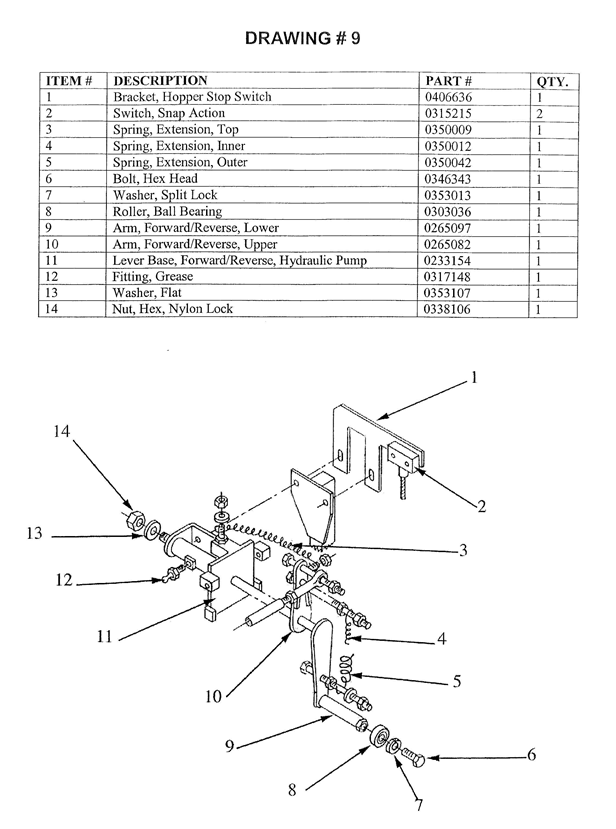 DRAWING # 9
ITEM # DESCRIPTION PART # QTY.
1 Bracket, Hopper Stop Switch 0406636 1
2 Switch, Snap Action 0315215 2
3 Spring, Extension, Top 0350009 1
4 Spring, Extension, Inner 0350012 1
5 Spring, Extension, Outer 0350042 1
6 Bolt, Hex Head 0346343 1
7 Washer, Split Lock 0353013 1
8 Roller, Ball Bearing 0303036 1
9 Arm, Forward/Reverse, Lower 0265097 1
10 Arm, Forward/Reverse, Upper 0265082 1
11 Lever Base, Forward/Reverse, Hydraulic Pump 0233154 1
12 Fitting, Grease 0317148 1
13 Washer, Flat 0353107 1
14 Nut, Hex, Nylon Lock 0338106 1
1
14
2
13
3
12
11
4
10
5
9
6
8
7